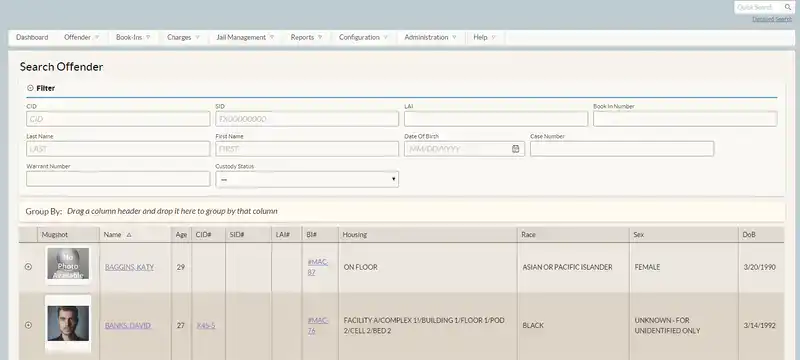 Quick Search
Detailed Search
Dashboard Offender Book-Ins Charges Jail Management Reports Configuration Administration Help
Search Offender
Filter
CID SID LAI Book In Number
CID TX00000000
Last Name First Name Date Of Birth Case Number
LAST FIRST MM/DD/YYYY
Warrant Number Custody Status
---
Group By: Drag a column header and drop it here to group by that column
Mugshot Name Age CID# SID# LAI# BI# Housing Race Sex DoB
No
Photo
Available
BAGGINS, KATY 29 #MAC-
87
ON FLOOR ASIAN OR PACIFIC ISLANDER FEMALE 3/20/1990
BANKS, DAVID 27 K45-5 #MAC-
76
FACILITY A/COMPLEX 1!/BUILDING 1/FLOOR 1/POD
2/CELL 2/BED 2
BLACK
UNKNOWN - FOR
UNIDENTIFIED ONLY
3/14/1992